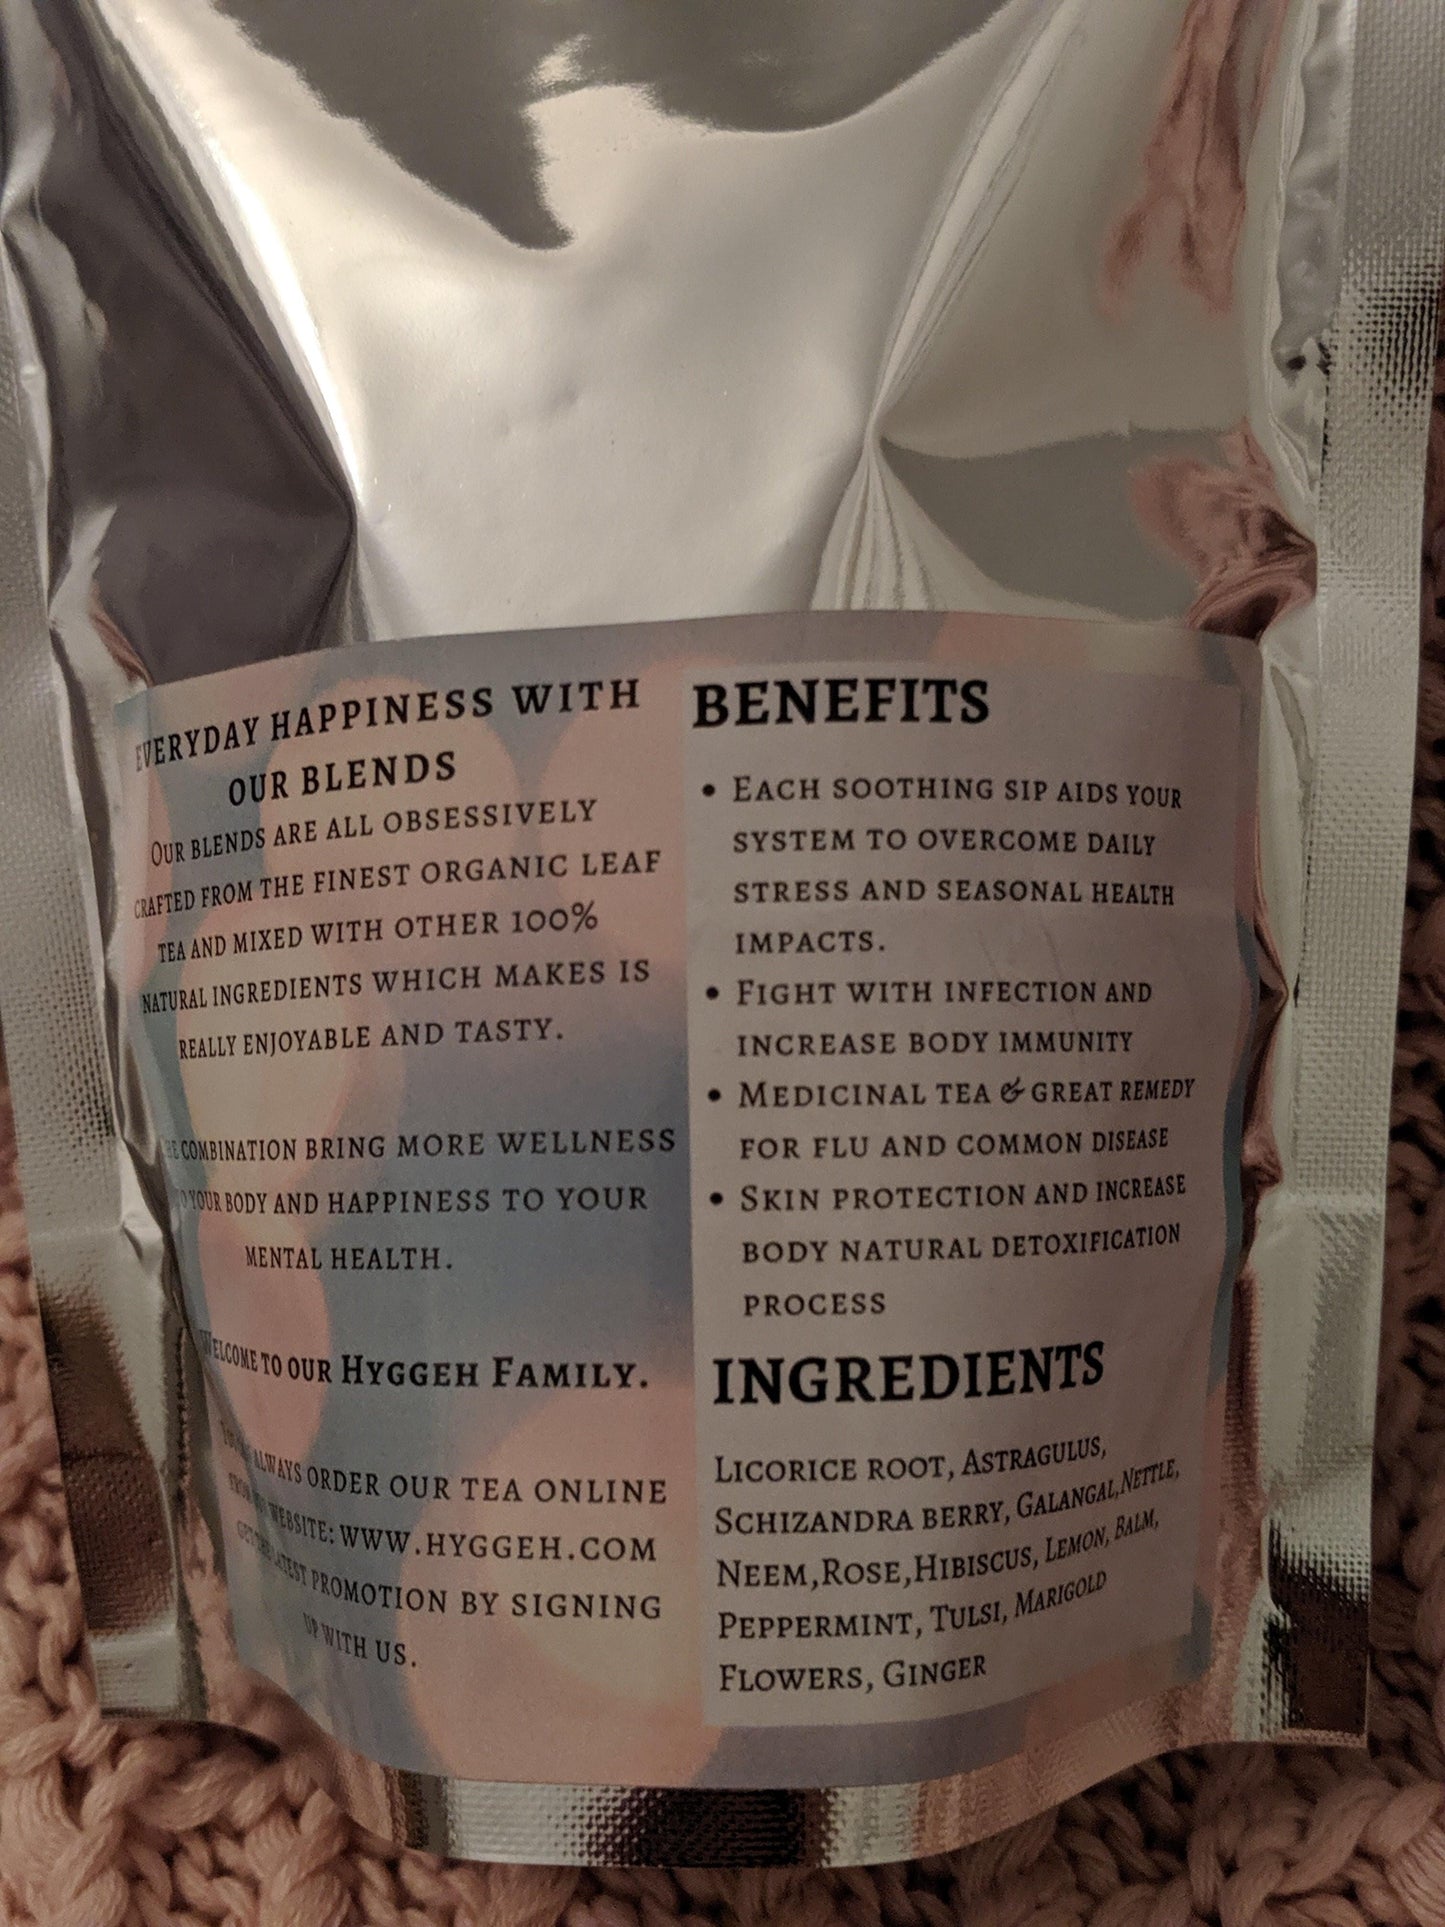 EVERYDAY HAPPINESS WITH
OUR BLENDS
OUR BLENDS ARE ALL OBSESSIVELY
CRAFTED FROM THE FINEST ORGANIC LEAF
TEA AND MIXED WITH OTHER 100%
NATURAL INGREDIENTS WHICH MAKES IS
REALLY ENJOYABLE AND TASTY.
COMBINATION BRING MORE WELLNESS
YOUR BODY AND HAPPINESS TO YOUR
MENTAL HEALTH.
WELCOME TO OUR HYGGEH FAMILY.
ALWAYS ORDER OUR TEA ONLINE
WEBSITE: WWW.HYGGEH.COM
GET THE LATEST PROMOTION BY SIGNING
UP WITH US.
BENEFITS
• EACH SOOTHING SIP AIDS YOUR
SYSTEM TO OVERCOME DAILY
STRESS AND SEASONAL HEALTH
IMPACTS.
• FIGHT WITH INFECTION AND
INCREASE BODY IMMUNITY
• MEDICINAL TEA & GREAT REMEDY
FOR FLU AND COMMON DISEASE
• SKIN PROTECTION AND INCREASE
BODY NATURAL DETOXIFICATION
PROCESS
INGREDIENTS
LICORICE ROOT, ASTRAGULUS,
SCHIZANDRA BERRY, GALANGAL,NETTLE,
NEEM,ROSE,HIBISCUS, LEMON, BALM,
PEPPERMINT, TULSI, MARIGOLD
FLOWERS, GINGER